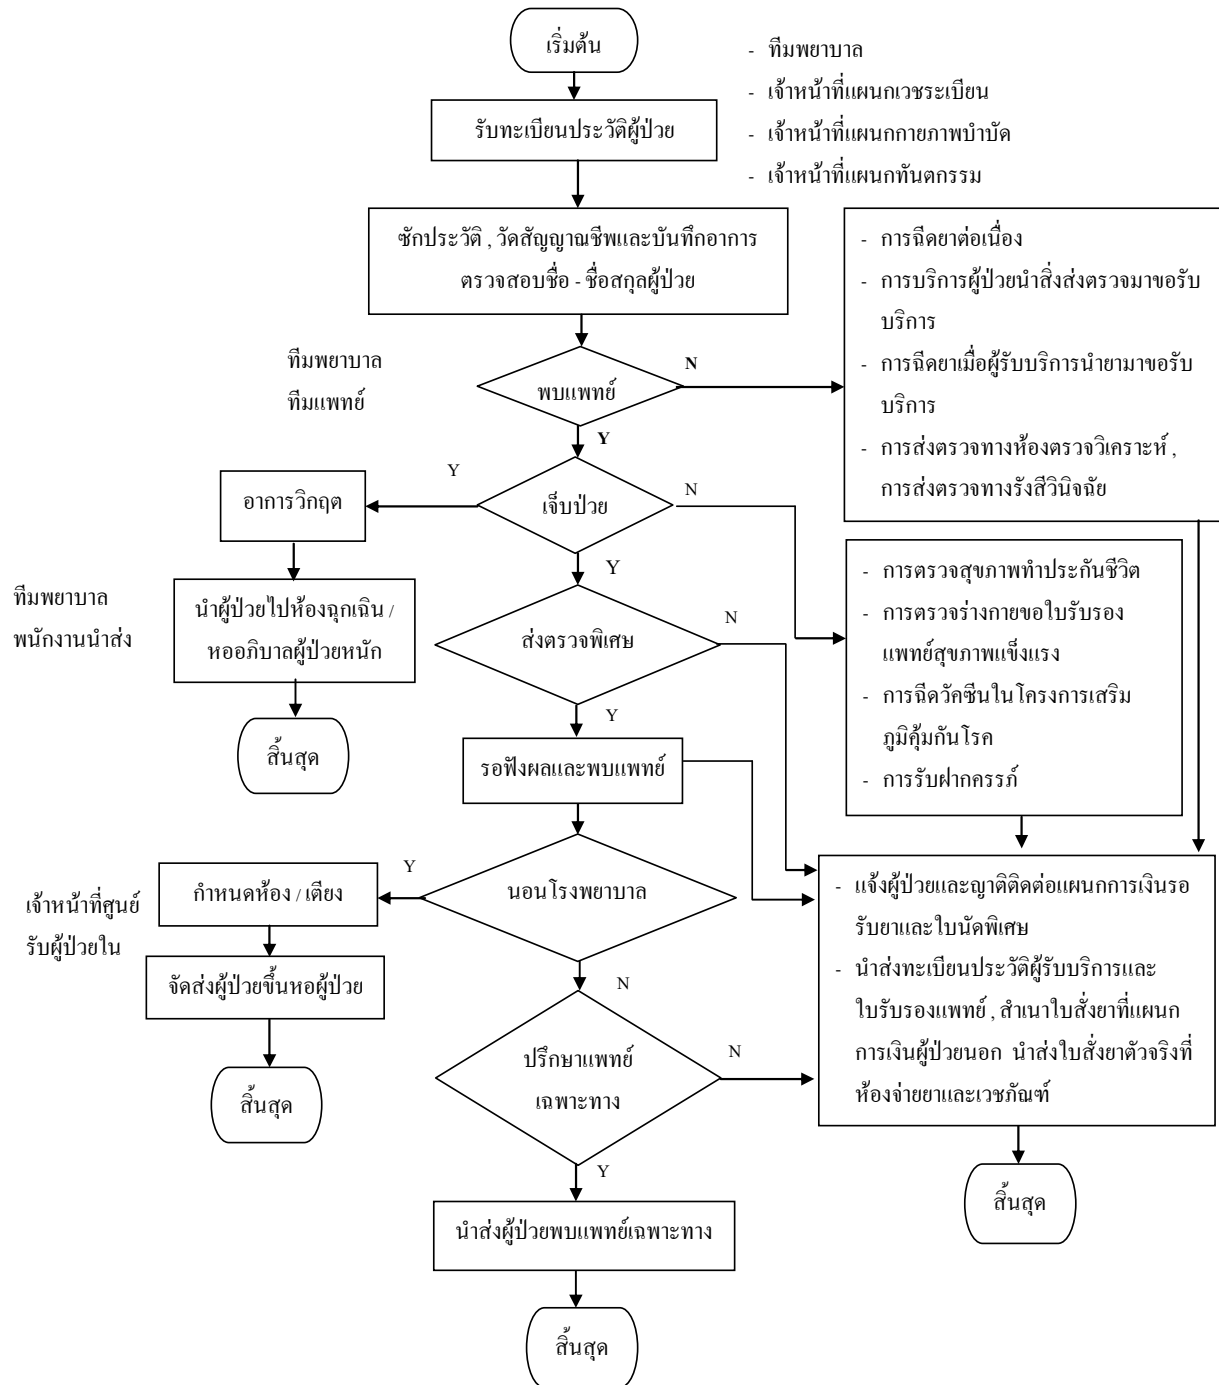 เริ่มต้น
- ทีมพยาบาล
- เจ้าหน้าที่แผนกเวชระเบียน
- เจ้าหน้าที่แผนกกายภาพบำบัด
- เจ้าหน้าที่แผนกทันตกรรม
รับทะเบียนประวัติผู้ป่วย
ซักประวัติ , วัดสัญญาณชีพและบันทึกอาการ
ตรวจสอบชื่อ - ชื่อสกุลผู้ป่วย
- การฉีดยาต่อเนื่อง
- การบริการผู้ป่วยนำสิ่งส่งตรวจมาขอรับ
บริการ
- การฉีดยาเมื่อผู้รับบริการนำยามาขอรับ
บริการ
- การส่งตรวจทางห้องตรวจวิเคราะห์ ,
การส่งตรวจทางรังสีวินิจฉัย
ทีมพยาบาล
ทีมแพทย์
พบแพทย์
N
Y
Y
อาการวิกฤต
เจ็บป่วย
N
Y
ทีมพยาบาล
พนักงานนำส่ง
นำผู้ป่วยไปห้องฉุกเฉิน /
หออภิบาลผู้ป่วยหนัก
สิ้นสุด
ส่งตรวจพิเศษ
N
Y
- การตรวจสุขภาพทำประกันชีวิต
- การตรวจร่างกายขอใบรับรอง
แพทย์สุขภาพแข็งแรง
- การฉีดวัคซีนในโครงการเสริม
ภูมิคุ้มกันโรค
- การรับฝากครรภ์
รอฟังผลและพบแพทย์
Y
นอนโรงพยาบาล
N
เจ้าหน้าที่ศูนย์
รับผู้ป่วยใน
กำหนดห้อง / เตียง
จัดส่งผู้ป่วยขึ้นหอผู้ป่วย
สิ้นสุด
- แจ้งผู้ป่วยและญาติติดต่อแผนกการเงินรอ
รับยาและใบนัดพิเศษ
- นำส่งทะเบียนประวัติผู้รับบริการและ
ใบรับรองแพทย์ , สำเนาใบสั่งยาที่แผนก
การเงินผู้ป่วยนอก นำส่งใบสั่งยาตัวจริงที่
ห้องจ่ายยาและเวชภัณฑ์
ปรึกษาแพทย์
เฉพาะทาง
N
Y
สิ้นสุด
นำส่งผู้ป่วยพบแพทย์เฉพาะทาง
สิ้นสุด